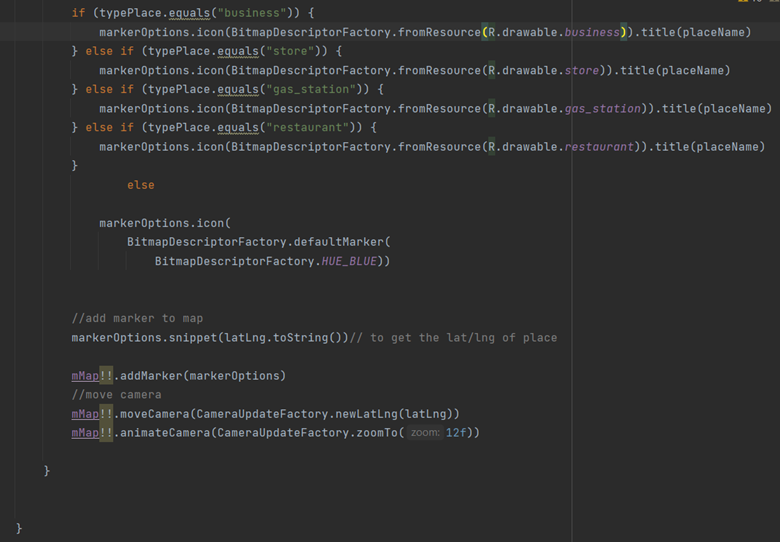 if (typePlace.equals("business")) {
markerOptions.icon(BitmapDescriptorFactory.fromResource(R.drawable.business)).title(placeName)
} else if (typePlace.equals("store")) {
markerOptions.icon(BitmapDescriptorFactory.fromResource(R.drawable.store)).title(placeName)
} else if (typePlace.equals("gas_station")) {
markerOptions.icon(BitmapDescriptorFactory.fromResource(R.drawable.gas_station)).title(placeName)
} else if (typePlace.equals("restaurant")) {
markerOptions.icon(BitmapDescriptorFactory.fromResource(R.drawable.restaurant)).title(placeName)
}
else
markerOptions.icon(
BitmapDescriptorFactory.defaultMarker(
BitmapDescriptorFactory.HUE_BLUE))
//add marker to map
markerOptions.snippet(latLng.toString())// to get the lat/lng of place
mMap!!.addMarker(markerOptions)
//move camera
mMap!!.moveCamera(CameraUpdateFactory.newLatLng(latLng))
mMap!!.animateCamera(CameraUpdateFactory.zoomTo( zoom: 12f))
}
}